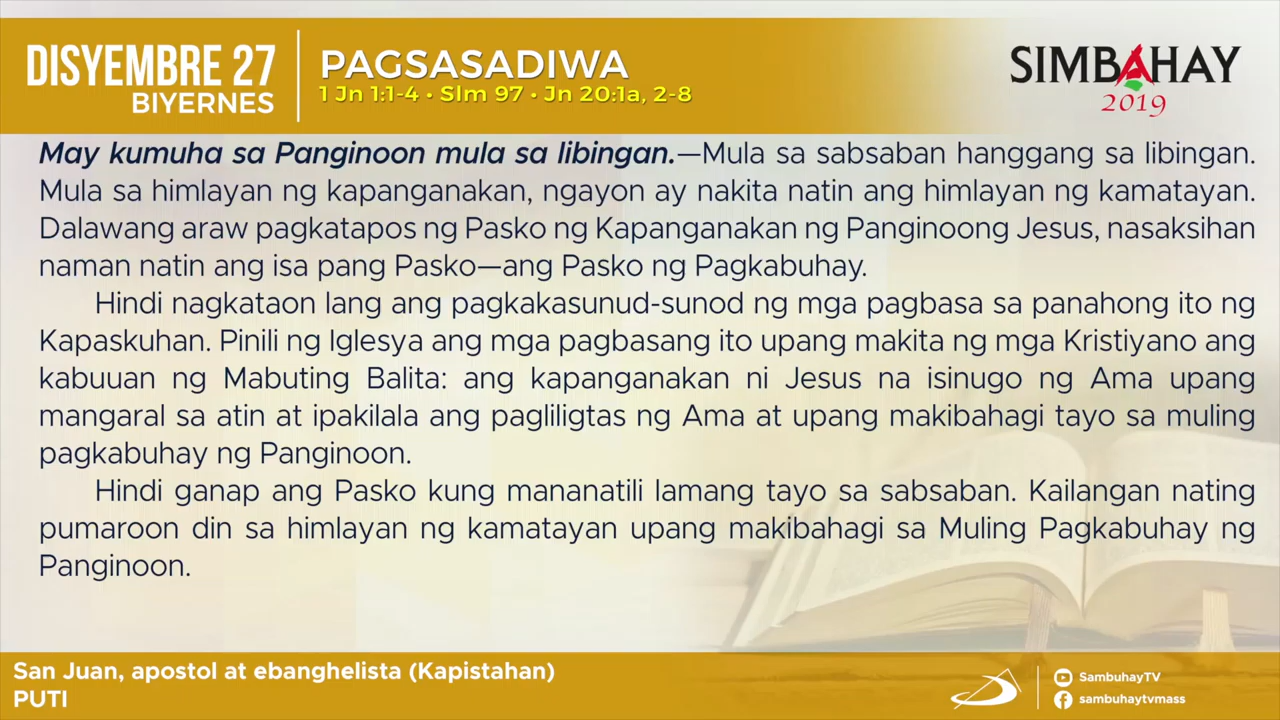 DISYEMBRE 27
BIYERNES
PAGSASADIWA
1 Jn 1:1-4 • Slm 97 • Jn 20:1a, 2-8
SIMBAHAY
2019
May kumuha sa Panginoon mula sa libingan.—Mula sa sabsaban hanggang sa libingan.
Mula sa himlayan ng kapanganakan, ngayon ay nakita natin ang himlayan ng kamatayan.
Dalawang araw pagkatapos ng Pasko ng Kapanganakan ng Panginoong Jesus, nasaksihan
naman natin ang isa pang Pasko—ang Pasko ng Pagkabuhay.
Hindi nagkataon lang ang pagkakasunud-sunod ng mga pagbasa sa panahong ito ng
Kapaskuhan. Pinili ng Iglesya ang mga pagbasang ito upang makita ng mga Kristiyano ang
kabuuan ng Mabuting Balita: ang kapanganakan ni Jesus na isinugo ng Ama upang
mangaral sa atin at ipakilala ang pagliligtas ng Ama at upang makibahagi tayo sa muling
pagkabuhay ng Panginoon.
Hindi ganap ang Pasko kung mananatili lamang tayo sa sabsaban. Kailangan nating
pumaroon din sa himlayan ng kamatayan upang makibahagi sa Muling Pagkabuhay ng
Panginoon.
San Juan, apostol at ebanghelista (Kapistahan)
PUTI
SambuhayTV
sambuhaytvmass